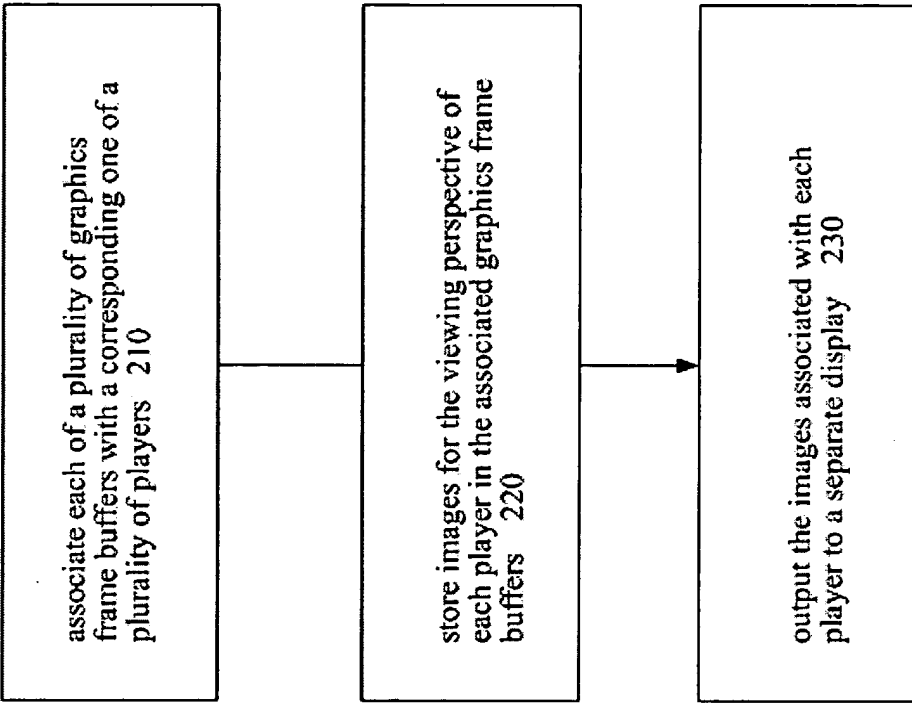 associate each of a plurality of graphics
frame buffers with a corresponding one of a
plurality of players 210
store images for the viewing perspective of
each player in the associated graphics frame
buffers 220
output the images associated with each
player to a separate display 230